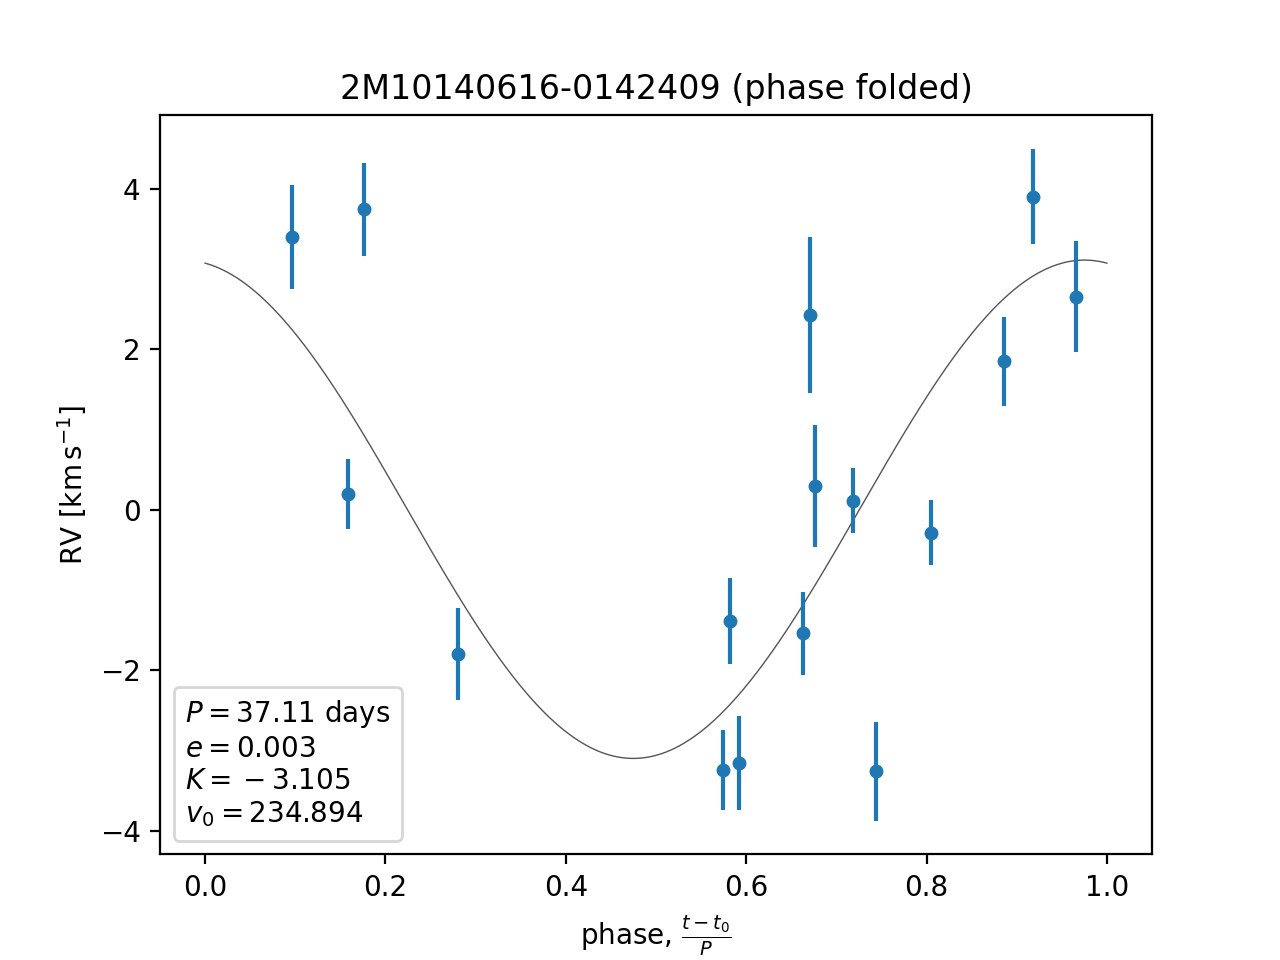 2M10140616-0142409 (phase folded)
RV [km s⁻¹]
4
2
0
−2
−4
P = 37.11 days
e = 0.003
K = −3.105
v₀ = 234.894
0.0 0.2 0.4 0.6 0.8 1.0
phase, (t − t₀)/P